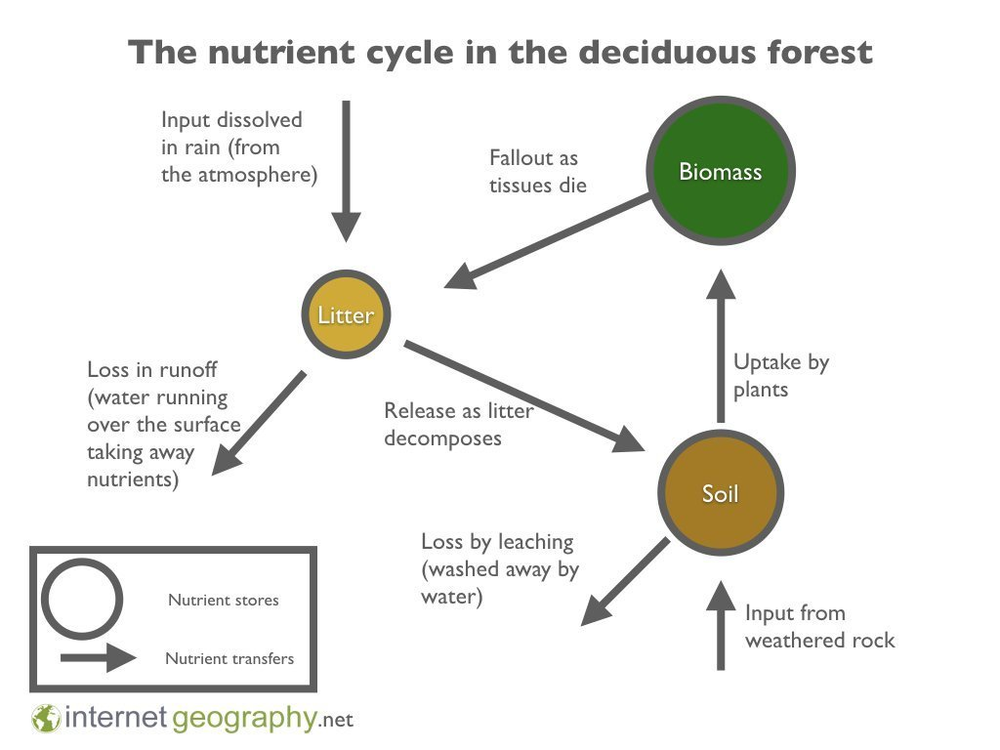 The nutrient cycle in the deciduous forest
Input dissolved
in rain (from
the atmosphere)
Fallout as
tissues die
Biomass
Litter
Loss in runoff
(water running
over the surface
taking away
nutrients)
Release as litter
decomposes
Uptake by
plants
Soil
Loss by leaching
(washed away by
water)
Input from
weathered rock
Nutrient stores
Nutrient transfers
internetgeography.net